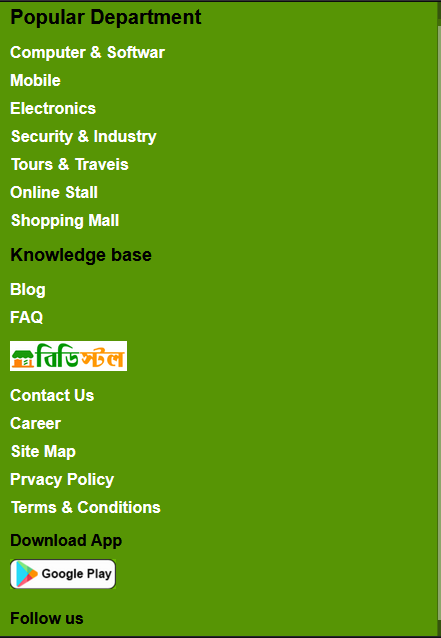 Popular Department
Computer & Softwar
Mobile
Electronics
Security & Industry
Tours & Traveis
Online Stall
Shopping Mall
Knowledge base
Blog
FAQ
বিডিস্টল
Contact Us
Career
Site Map
Prvacy Policy
Terms & Conditions
Download App
Google Play
Follow us